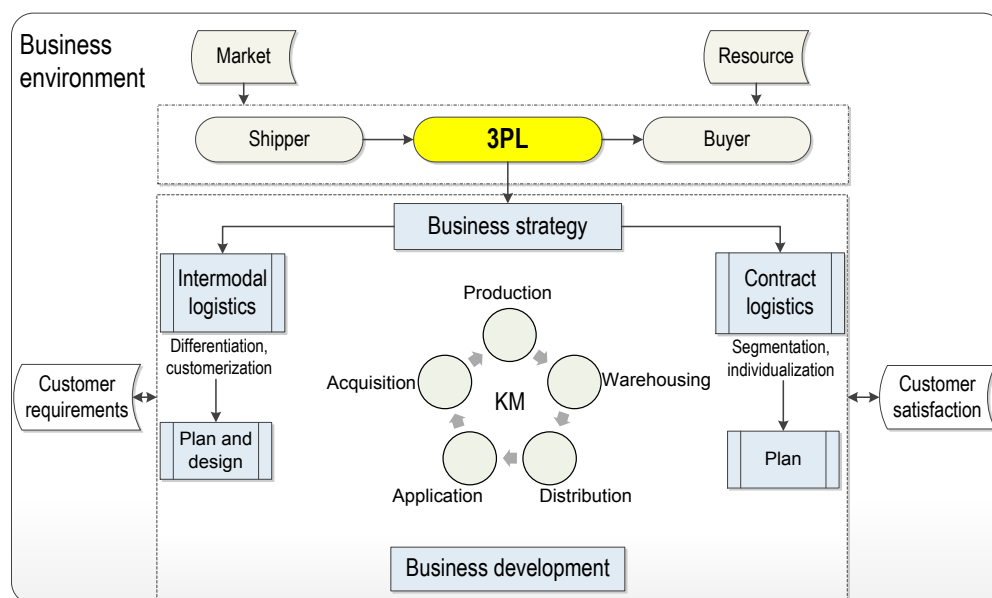 Business
environment
Market
Resource
Shipper
3PL
Buyer
Business strategy
Intermodal
logistics
Contract
logistics
Production
Differentiation,
customerization
Segmentation,
individualization
Acquisition
Warehousing
KM
Customer
requirements
Customer
satisfaction
Plan and
design
Plan
Application
Distribution
Business development